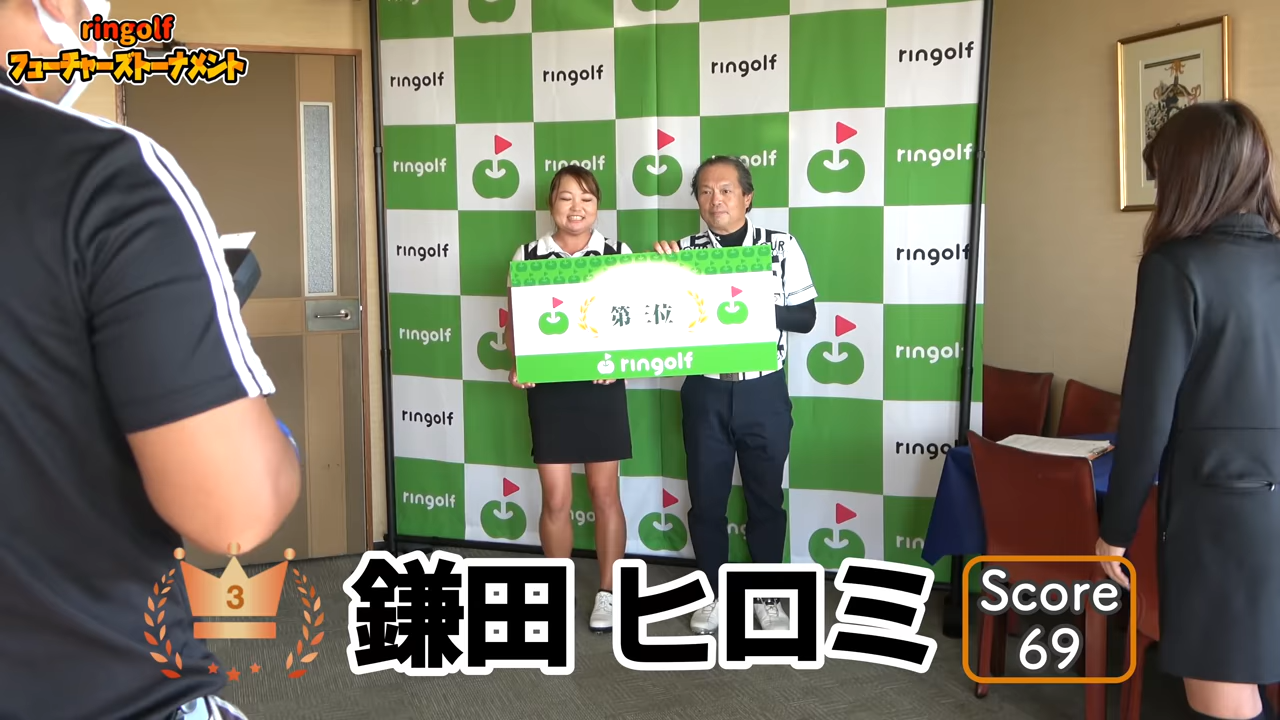 ringolf
フューチャーズトーナメント
ringolf
ringolf
ringolf
ringolf
ringolf
ringolf
ringolf
ringolf
ringolf
ringolf
ringolf
ringolf
ringolf
第三位
ringolf
3
鎌田 ヒロミ
Score
69